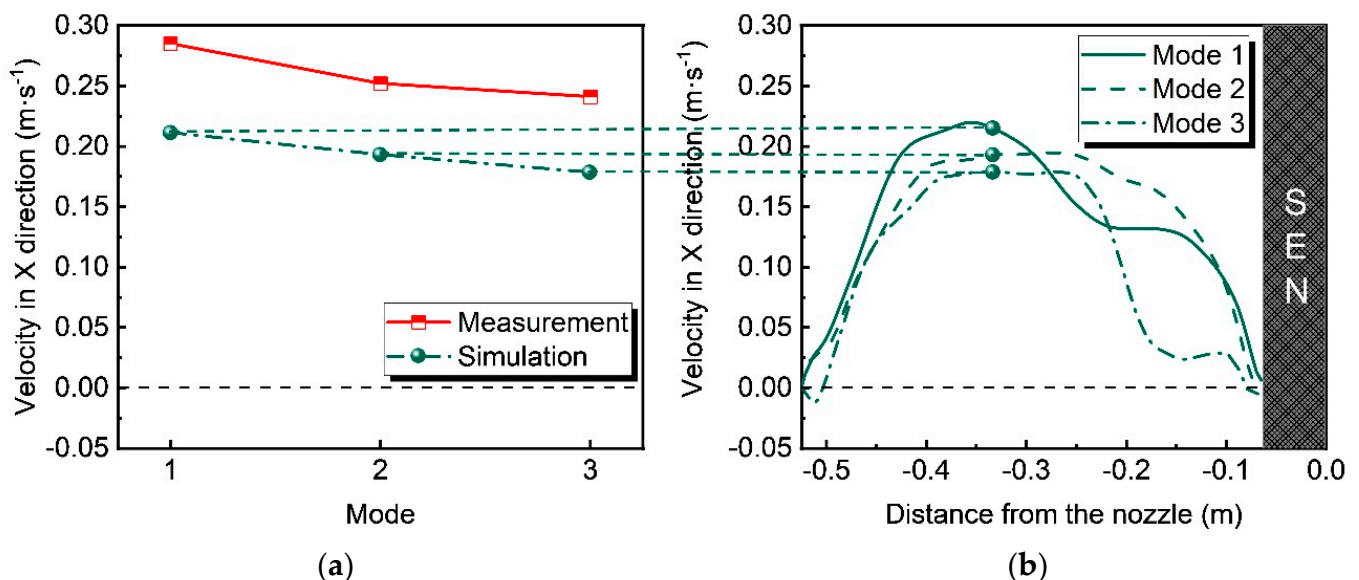 Velocity in X direction (m·s⁻¹)
0.30
0.25
0.20
0.15
0.10
0.05
0.00
-0.05
Measurement
Simulation
1 2 3
Mode
(a)
Velocity in X direction (m·s⁻¹)
0.30
0.25
0.20
0.15
0.10
0.05
0.00
-0.05
Mode 1
Mode 2
Mode 3
S
E
N
-0.5 -0.4 -0.3 -0.2 -0.1 0.0
Distance from the nozzle (m)
(b)